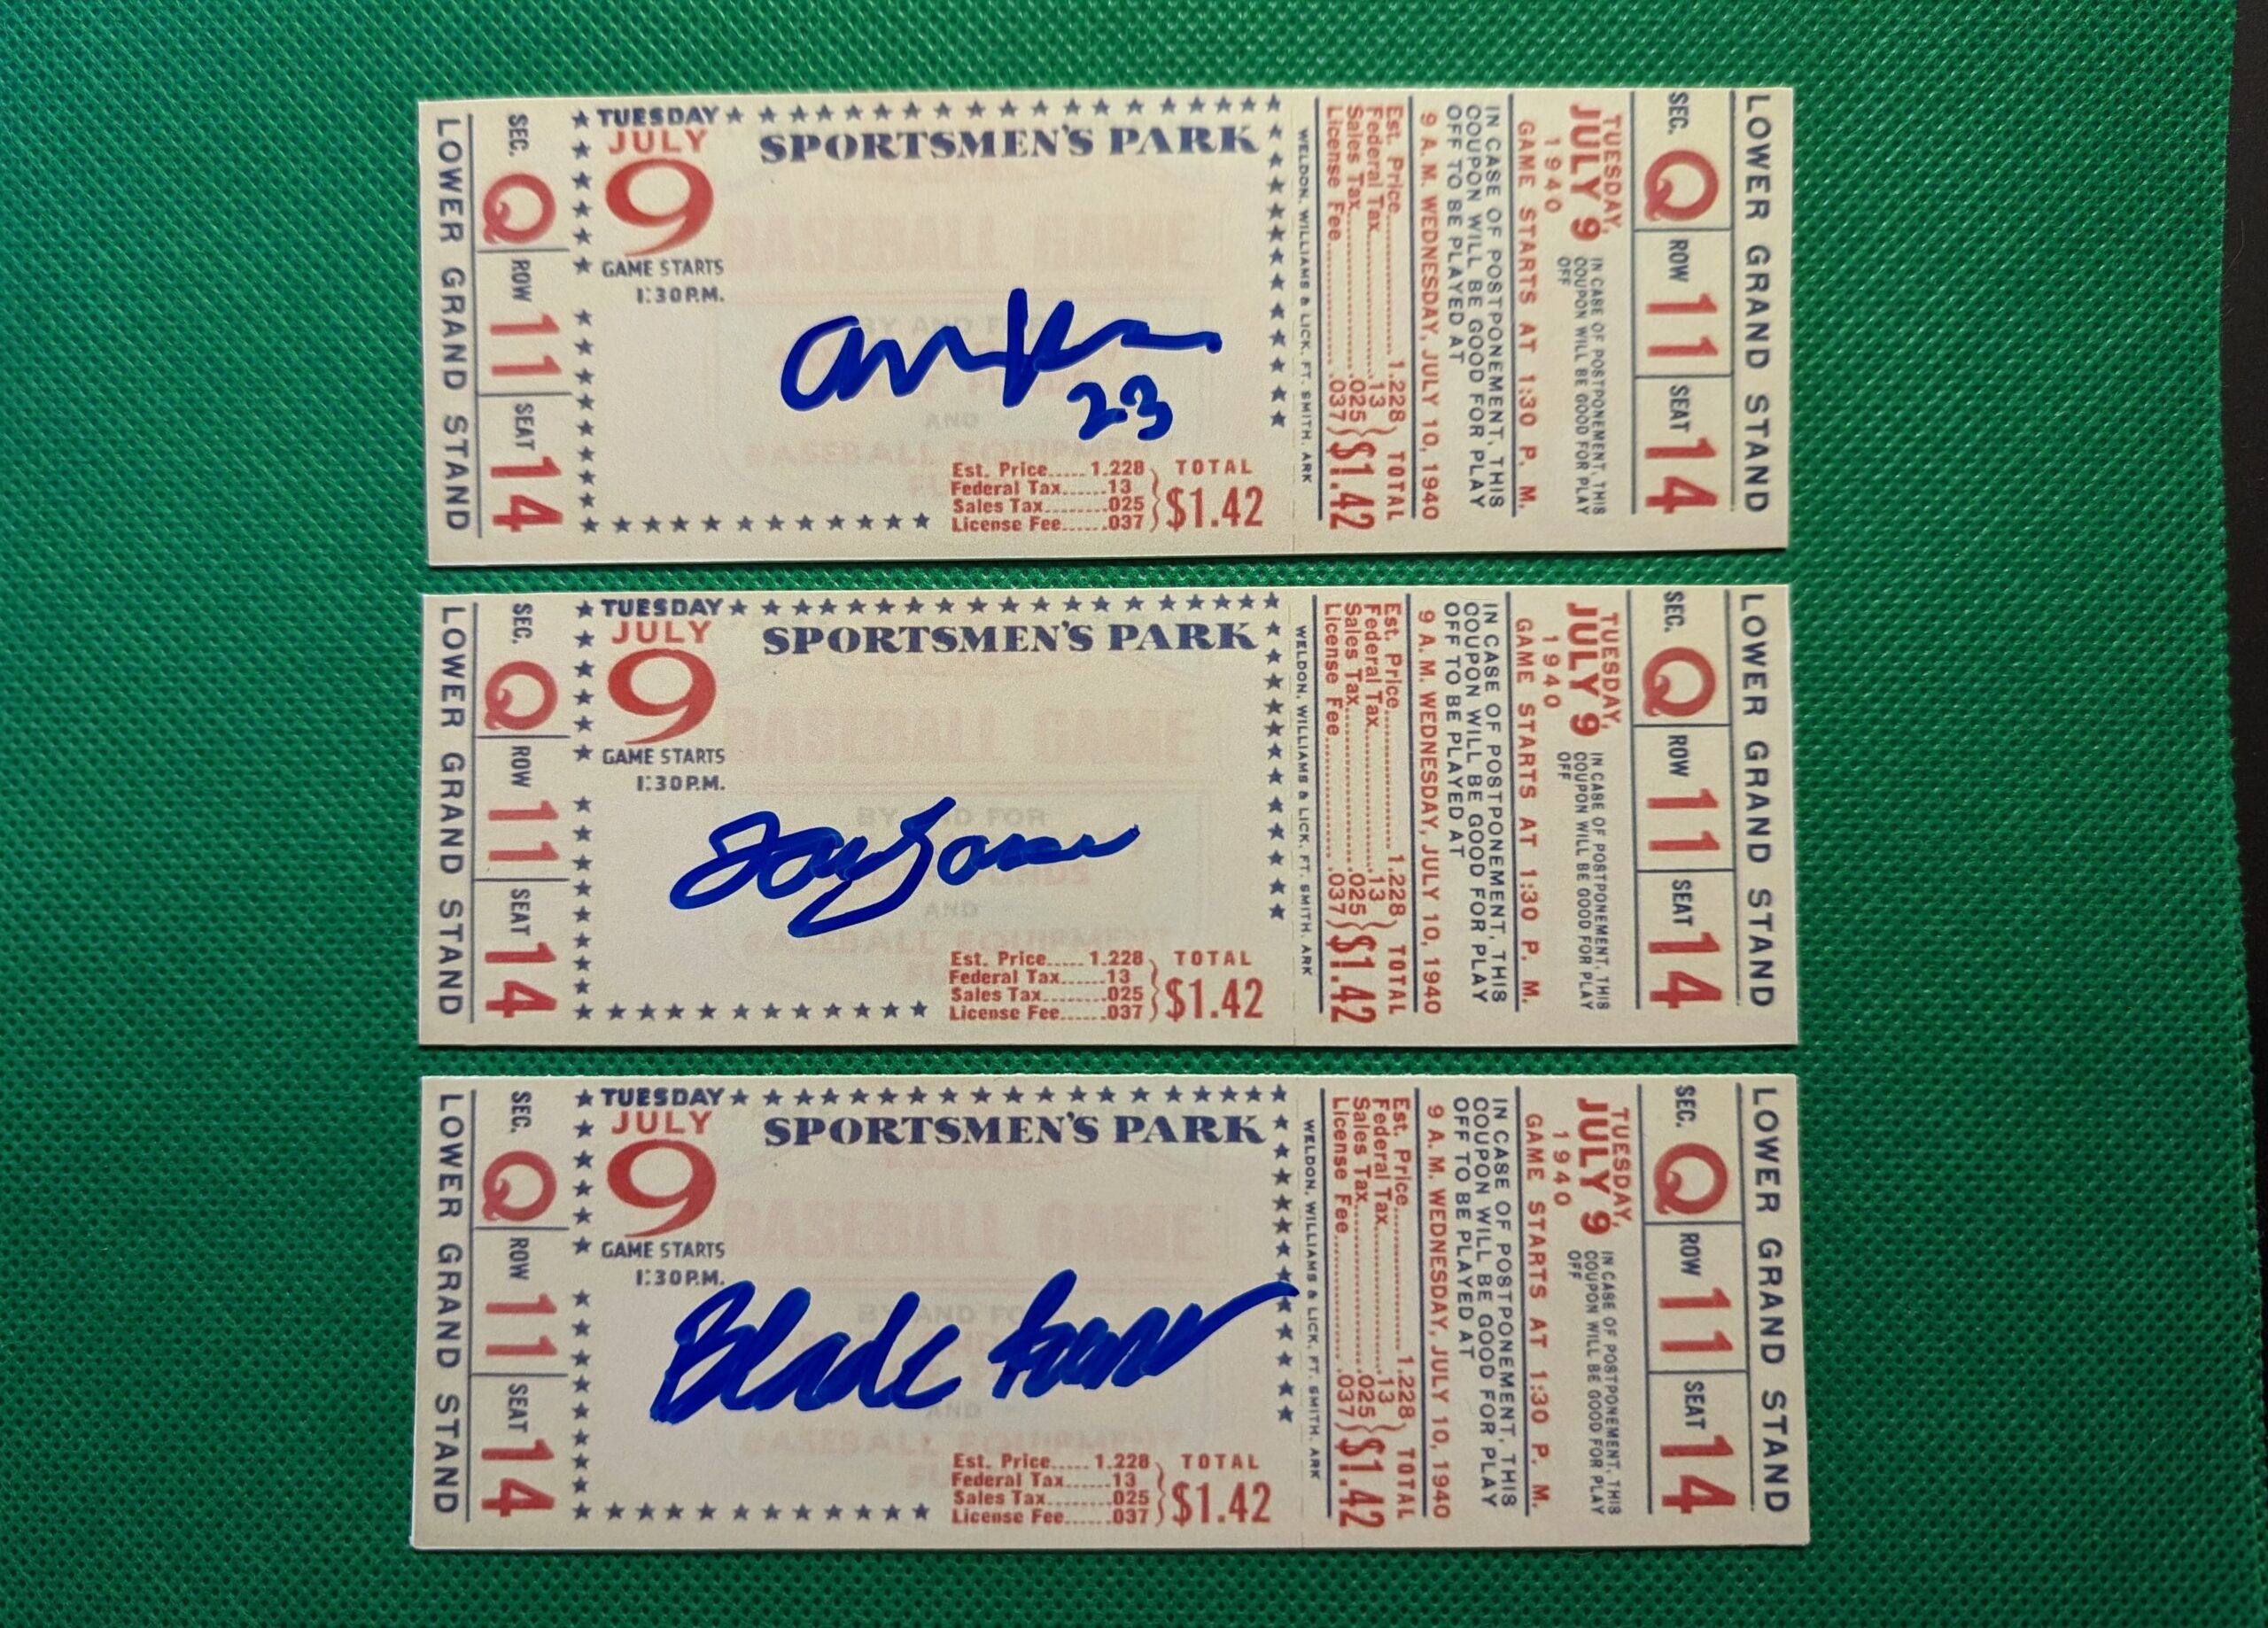 LOWER GRAND STAND
SEC. Q ROW 11 SEAT 14
TUESDAY
JULY
9
GAME STARTS
1:30 P.M.
SPORTSMEN'S PARK
23
Est. Price.....1.228
Federal Tax......13
Sales Tax.........025
License Fee......037
TOTAL
$1.42
WELDON, WILLIAMS & LICK, FT. SMITH, ARK
Est. Price..............1.228
Federal Tax..............13
Sales Tax..............025
License Fee..............037
TOTAL
$1.42
9 A. M. WEDNESDAY, JULY 10, 1940
IN CASE OF POSTPONEMENT, THIS
COUPON WILL BE GOOD FOR PLAY
OFF TO BE PLAYED AT
GAME STARTS AT 1:30 P. M.
TUESDAY,
JULY 9
1940
IN CASE OF POSTPONEMENT, THIS
COUPON WILL BE GOOD FOR PLAY
OFF
SEC. Q ROW 11 SEAT 14
LOWER GRAND STAND
LOWER GRAND STAND
SEC. Q ROW 11 SEAT 14
TUESDAY
JULY
9
GAME STARTS
1:30 P.M.
SPORTSMEN'S PARK
Est. Price.....1.228
Federal Tax......13
Sales Tax.........025
License Fee......037
TOTAL
$1.42
WELDON, WILLIAMS & LICK, FT. SMITH, ARK
Est. Price..............1.228
Federal Tax..............13
Sales Tax..............025
License Fee..............037
TOTAL
$1.42
9 A. M. WEDNESDAY, JULY 10, 1940
IN CASE OF POSTPONEMENT, THIS
COUPON WILL BE GOOD FOR PLAY
OFF TO BE PLAYED AT
GAME STARTS AT 1:30 P. M.
TUESDAY,
JULY 9
1940
IN CASE OF POSTPONEMENT, THIS
COUPON WILL BE GOOD FOR PLAY
OFF
SEC. Q ROW 11 SEAT 14
LOWER GRAND STAND
LOWER GRAND STAND
SEC. Q ROW 11 SEAT 14
TUESDAY
JULY
9
GAME STARTS
1:30 P.M.
SPORTSMEN'S PARK
Blade
Est. Price.....1.228
Federal Tax......13
Sales Tax.........025
License Fee......037
TOTAL
$1.42
WELDON, WILLIAMS & LICK, FT. SMITH, ARK
Est. Price..............1.228
Federal Tax..............13
Sales Tax..............025
License Fee..............037
TOTAL
$1.42
9 A. M. WEDNESDAY, JULY 10, 1940
IN CASE OF POSTPONEMENT, THIS
COUPON WILL BE GOOD FOR PLAY
OFF TO BE PLAYED AT
GAME STARTS AT 1:30 P. M.
TUESDAY,
JULY 9
1940
IN CASE OF POSTPONEMENT, THIS
COUPON WILL BE GOOD FOR PLAY
OFF
SEC. Q ROW 11 SEAT 14
LOWER GRAND STAND